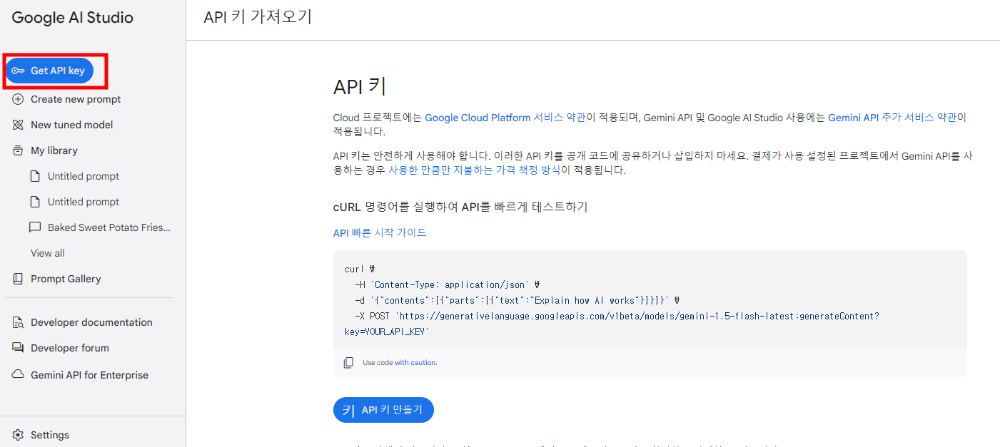 Google AI Studio
Get API key
Create new prompt
New tuned model
My library
Untitled prompt
Untitled prompt
Baked Sweet Potato Fries...
View all
Prompt Gallery
Developer documentation
Developer forum
Gemini API for Enterprise
Settings
API 키 가져오기
API 키
Cloud 프로젝트에는 Google Cloud Platform 서비스 약관이 적용되며, Gemini API 및 Google AI Studio 사용에는 Gemini API 추가 서비스 약관이
적용됩니다.
API 키는 안전하게 사용해야 합니다. 이러한 API 키를 공개 코드에 공유하거나 삽입하지 마세요. 결제가 사용 설정된 프로젝트에서 Gemini API를 사
용하는 경우 사용한 만큼만 지불하는 가격 책정 방식이 적용됩니다.
cURL 명령어를 실행하여 API를 빠르게 테스트하기
API 빠른 시작 가이드
curl ₩
-H 'Content-Type: application/json' ₩
-d '{"contents":[{"parts":[{"text":"Explain how AI works"}]}]}' ₩
-X POST 'https://generativelanguage.googleapis.com/v1beta/models/gemini-1.5-flash-latest:generateContent?
key=YOUR_API_KEY'
Use code with caution.
키 API 키 만들기